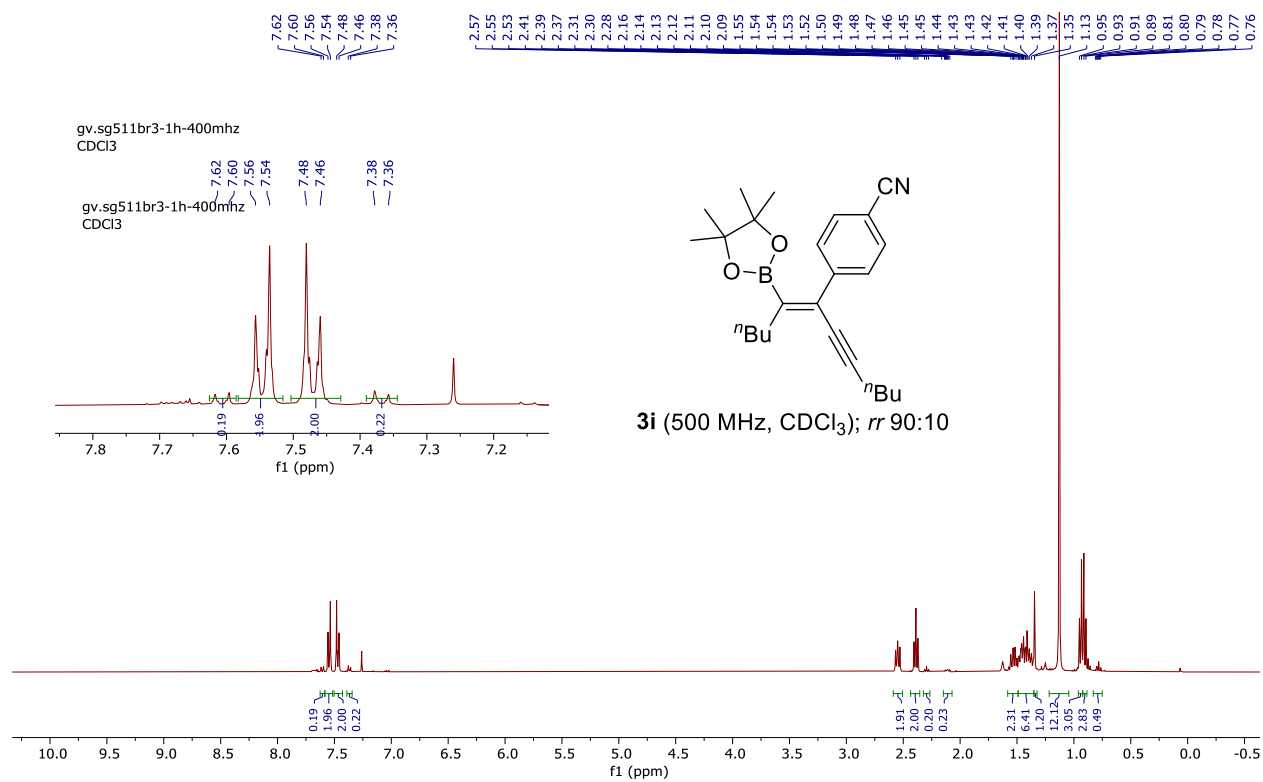 7.62 7.60 7.56 7.54 7.48 7.46 7.38 7.36 2.57 2.55 2.53 2.41 2.39 2.37 2.31 2.30 2.28 2.16 2.14 2.13 2.12 2.11 2.10 2.09 1.55 1.54 1.54 1.53 1.52 1.50 1.49 1.48 1.47 1.46 1.45 1.45 1.44 1.43 1.43 1.42 1.41 1.40 1.39 1.37 1.35 1.13 0.95 0.93 0.91 0.89 0.81 0.80 0.79 0.78 0.77 0.76
gv.sg511br3-1h-400mhz
CDCl3
7.62 7.60 7.56 7.54 7.48 7.46 7.38 7.36
gv.sg511br3-1h-400mhz
CDCl3
0.19 1.96 2.00 0.22
7.8 7.7 7.6 7.5 7.4 7.3 7.2
f1 (ppm)
CN
O
O
B
nBu
nBu
3i (500 MHz, CDCl3); rr 90:10
0.19 1.96 2.00 0.22 1.91 2.00 0.20 0.23 2.31 6.41 1.20 12.12 3.05 2.83 0.49
10.0 9.5 9.0 8.5 8.0 7.5 7.0 6.5 6.0 5.5 5.0 4.5 4.0 3.5 3.0 2.5 2.0 1.5 1.0 0.5 0.0 -0.5
f1 (ppm)